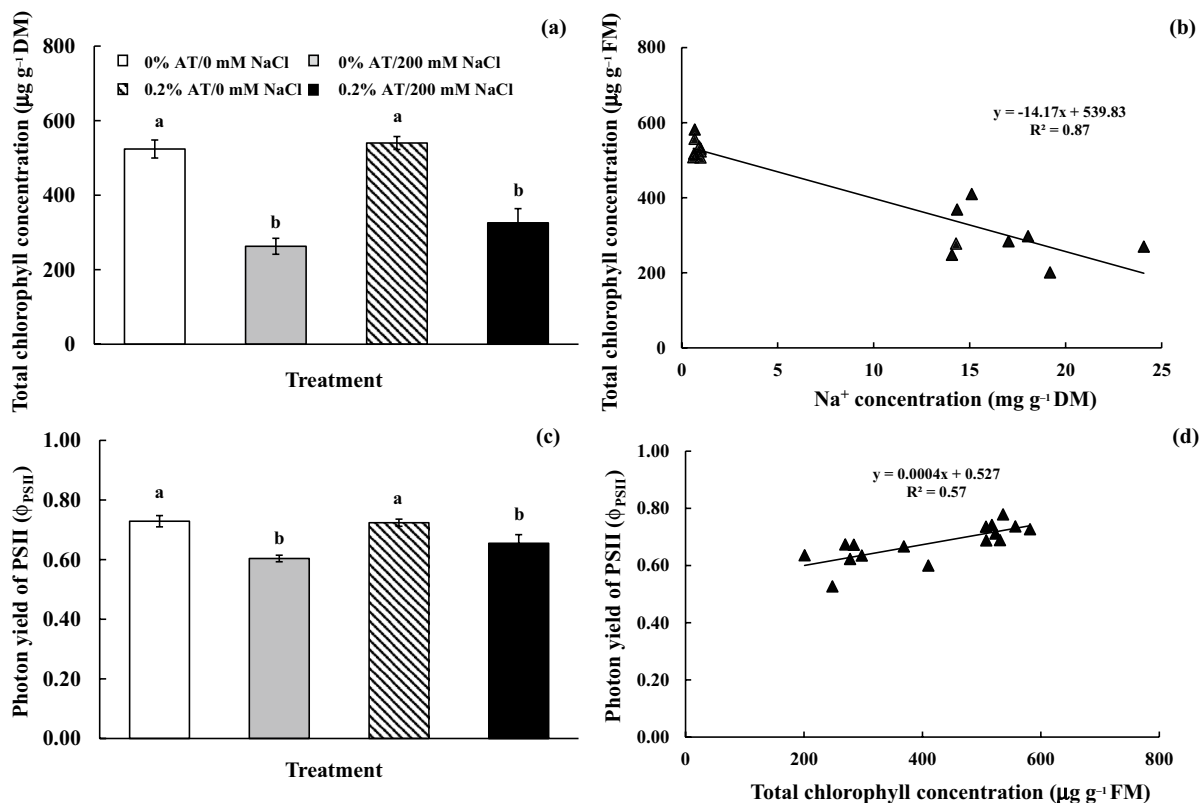 (a)
Total chlorophyll concentration (μg g⁻¹ DM)
800
600
400
200
0
0% AT/0 mM NaCl
0% AT/200 mM NaCl
0.2% AT/0 mM NaCl
0.2% AT/200 mM NaCl
a
b
a
b
Treatment
(b)
Total chlorophyll concentration (μg g⁻¹ FM)
800
600
400
200
0
y = -14.17x + 539.83
R² = 0.87
0 5 10 15 20 25
Na⁺ concentration (mg g⁻¹ DM)
(c)
Photon yield of PSII (ϕPSII)
1.00
0.80
0.60
0.40
0.20
0.00
a
b
a
b
Treatment
(d)
Photon yield of PSII (ϕPSII)
1.00
0.80
0.60
0.40
0.20
0.00
y = 0.0004x + 0.527
R² = 0.57
0 200 400 600 800
Total chlorophyll concentration (μg g⁻¹ FM)